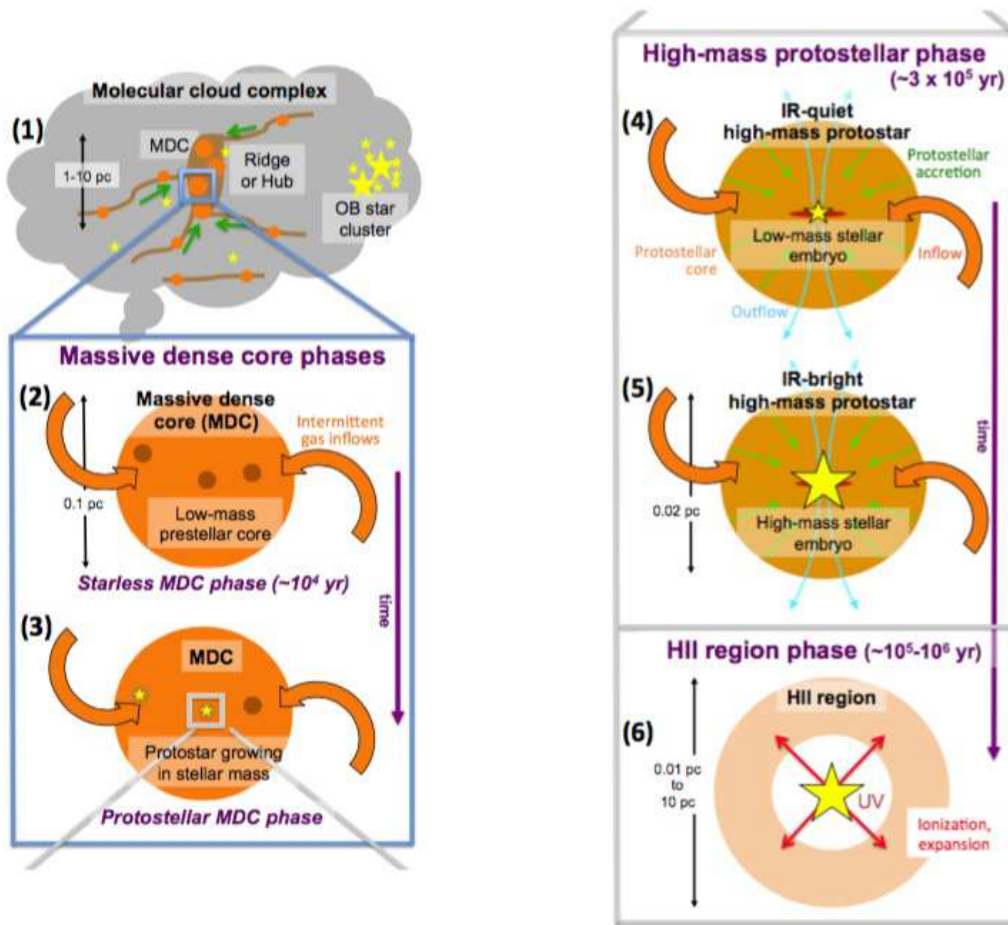 Molecular cloud complex
(1)
MDC
1-10 pc
Ridge
or Hub
OB star
cluster
Massive dense core phases
(2)
Massive dense
core (MDC)
Intermittent
gas inflows
0.1 pc
Low-mass
prestellar core
Starless MDC phase (~10⁴ yr)
time
(3)
MDC
Protostar growing
in stellar mass
Protostellar MDC phase
High-mass protostellar phase
(~3 x 10⁵ yr)
(4)
IR-quiet
high-mass protostar
Protostellar
accretion
Low-mass stellar
embryo
Protostellar
core
Inflow
Outflow
(5)
IR-bright
high-mass protostar
time
0.02 pc
High-mass stellar
embryo
HII region phase (~10⁵-10⁶ yr)
HII region
(6)
0.01 pc
to
10 pc
UV
Ionization,
expansion